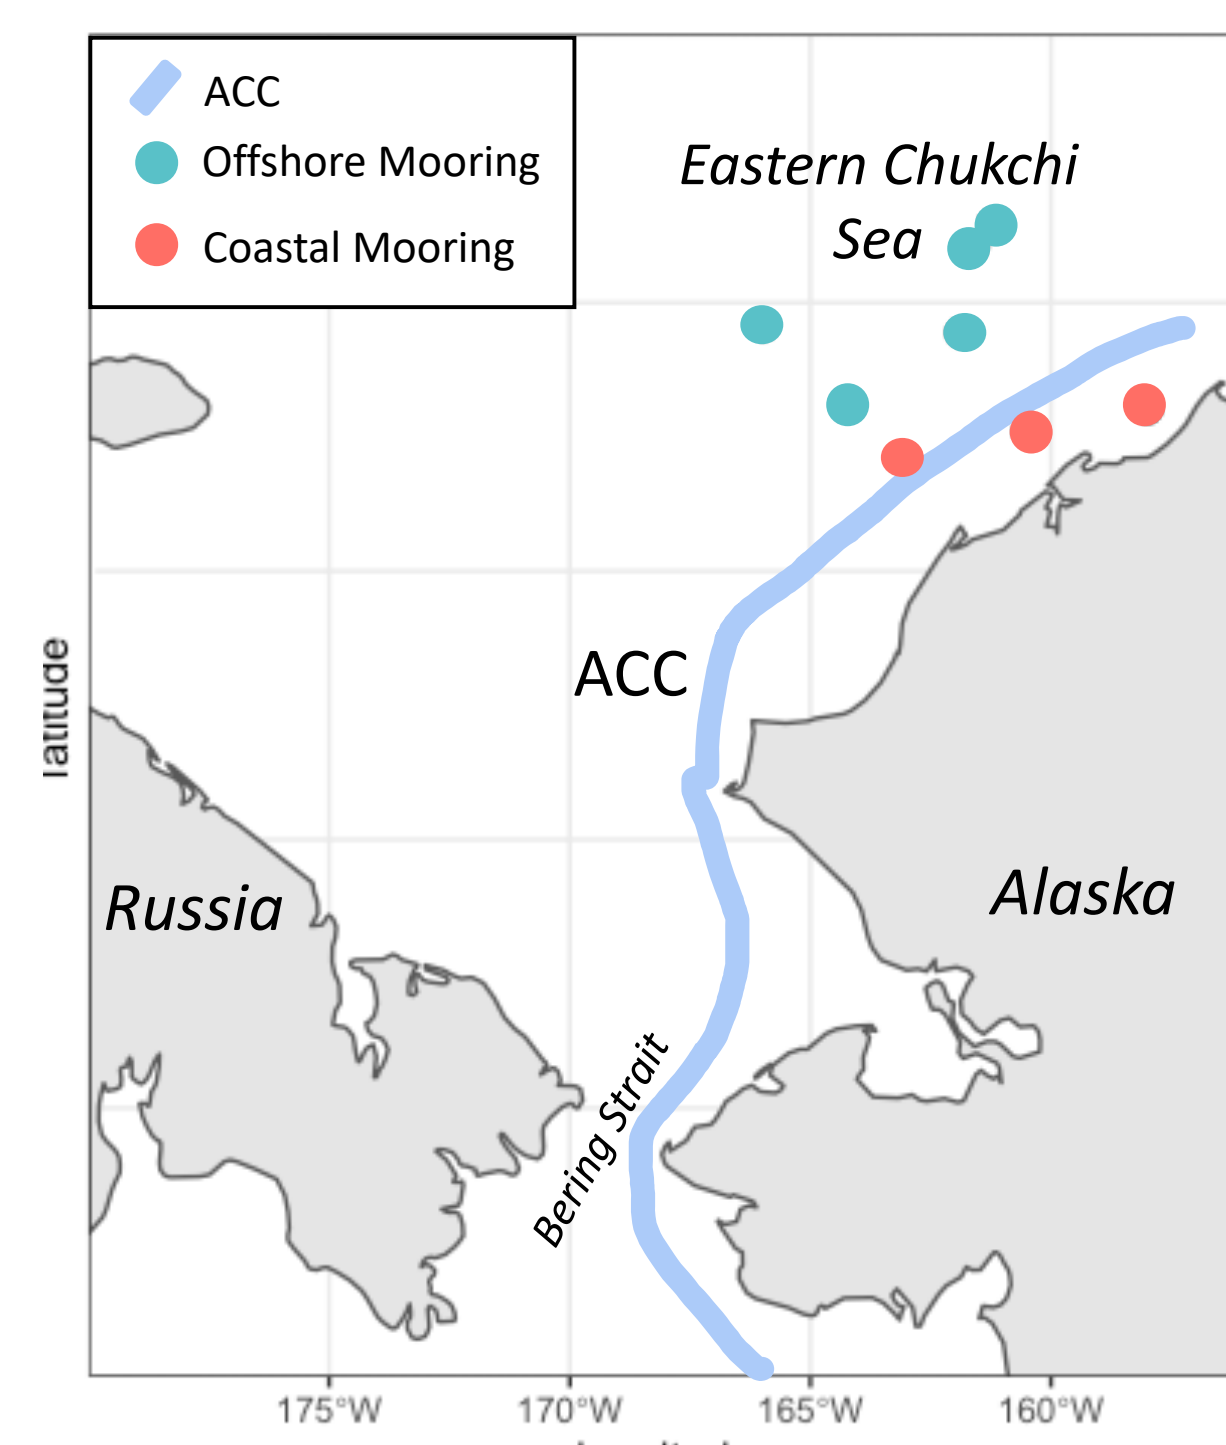 ACC
Offshore Mooring
Coastal Mooring
Eastern Chukchi
Sea
ACC
latitude
Russia
Alaska
Bering Strait
175°W
170°W
165°W
160°W